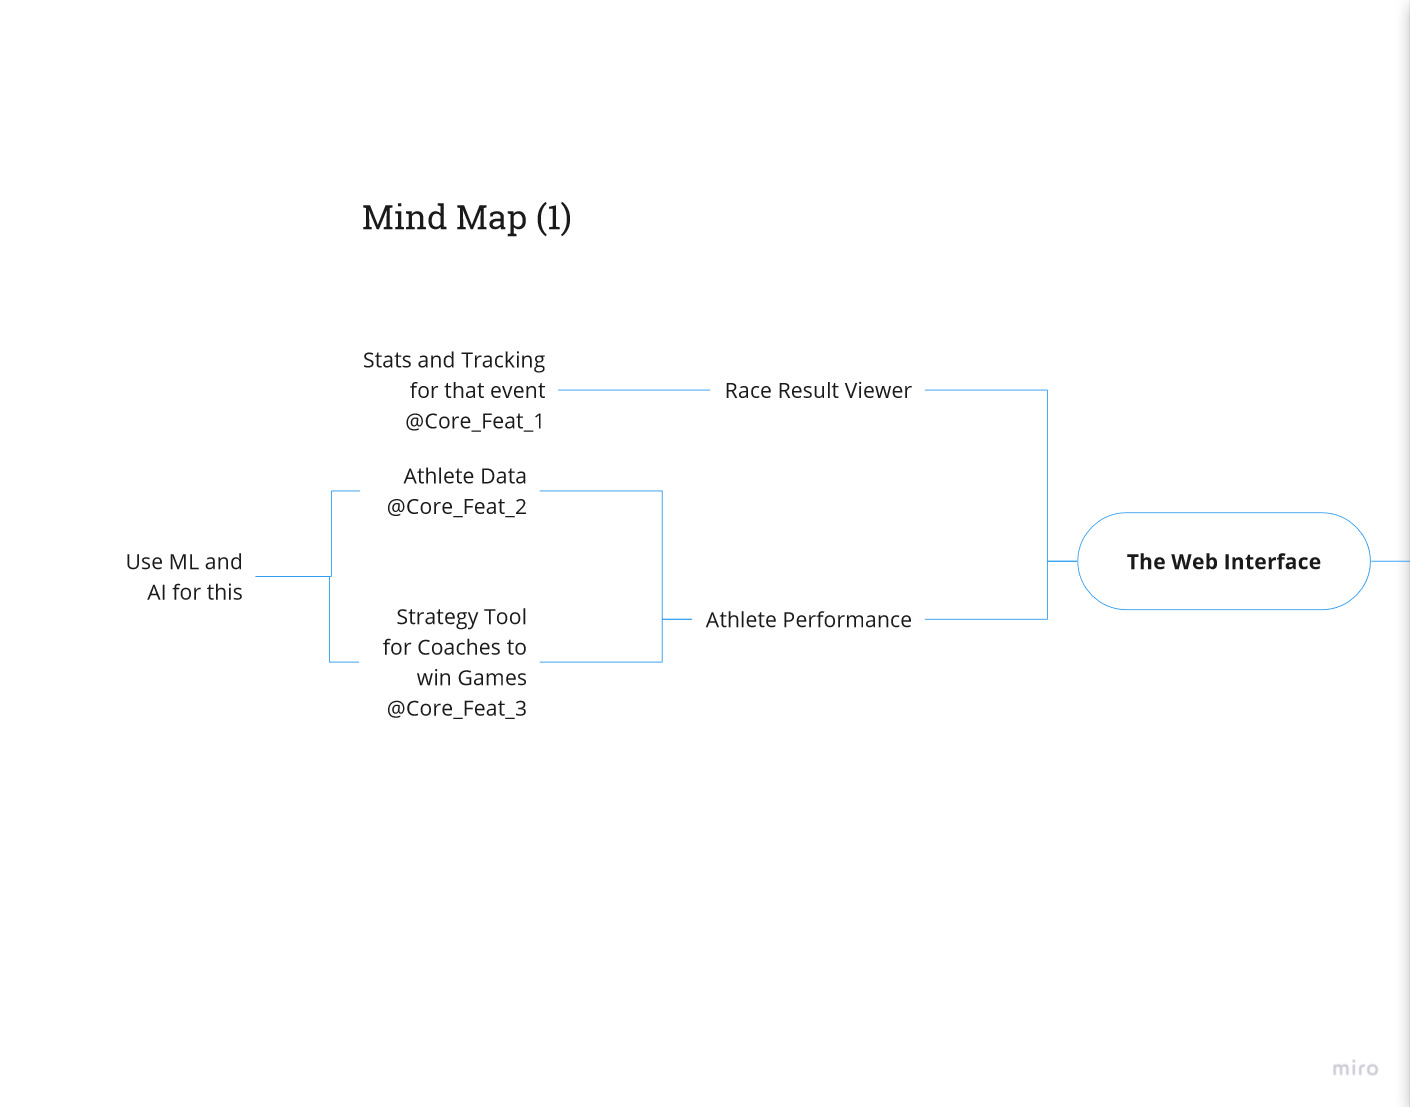 Mind Map (1)
Stats and Tracking
for that event
@Core_Feat_1
Race Result Viewer
Athlete Data
@Core_Feat_2
Use ML and
AI for this
The Web Interface
Strategy Tool
for Coaches to
win Games
@Core_Feat_3
Athlete Performance
miro